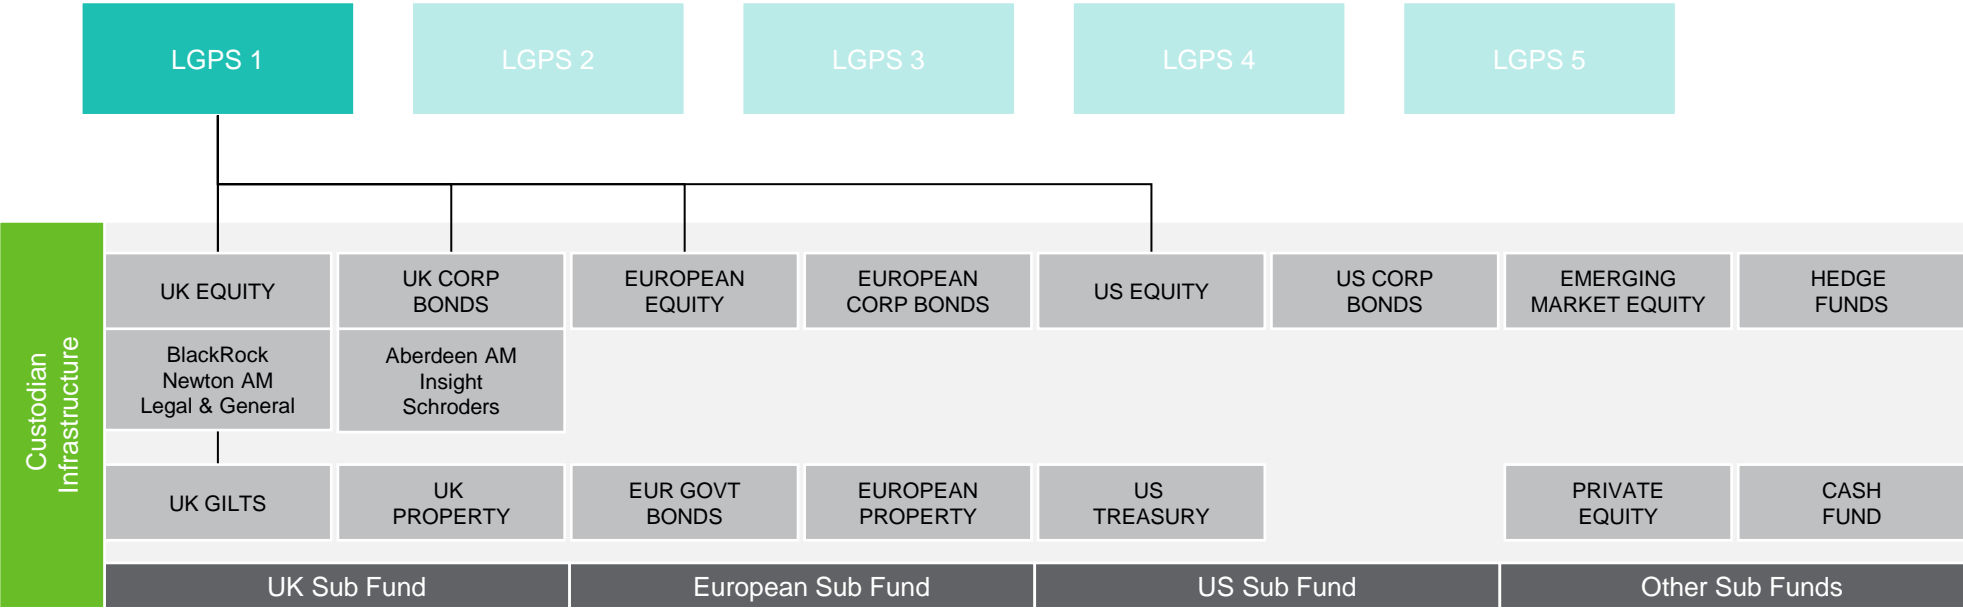 LGPS 1
LGPS 2
LGPS 3
LGPS 4
LGPS 5
Custodian
Infrastructure
UK EQUITY
UK CORP
BONDS
EUROPEAN
EQUITY
EUROPEAN
CORP BONDS
US EQUITY
US CORP
BONDS
EMERGING
MARKET EQUITY
HEDGE
FUNDS
BlackRock
Newton AM
Legal & General
Aberdeen AM
Insight
Schroders
UK GILTS
UK
PROPERTY
EUR GOVT
BONDS
EUROPEAN
PROPERTY
US
TREASURY
PRIVATE
EQUITY
CASH
FUND
UK Sub Fund
European Sub Fund
US Sub Fund
Other Sub Funds